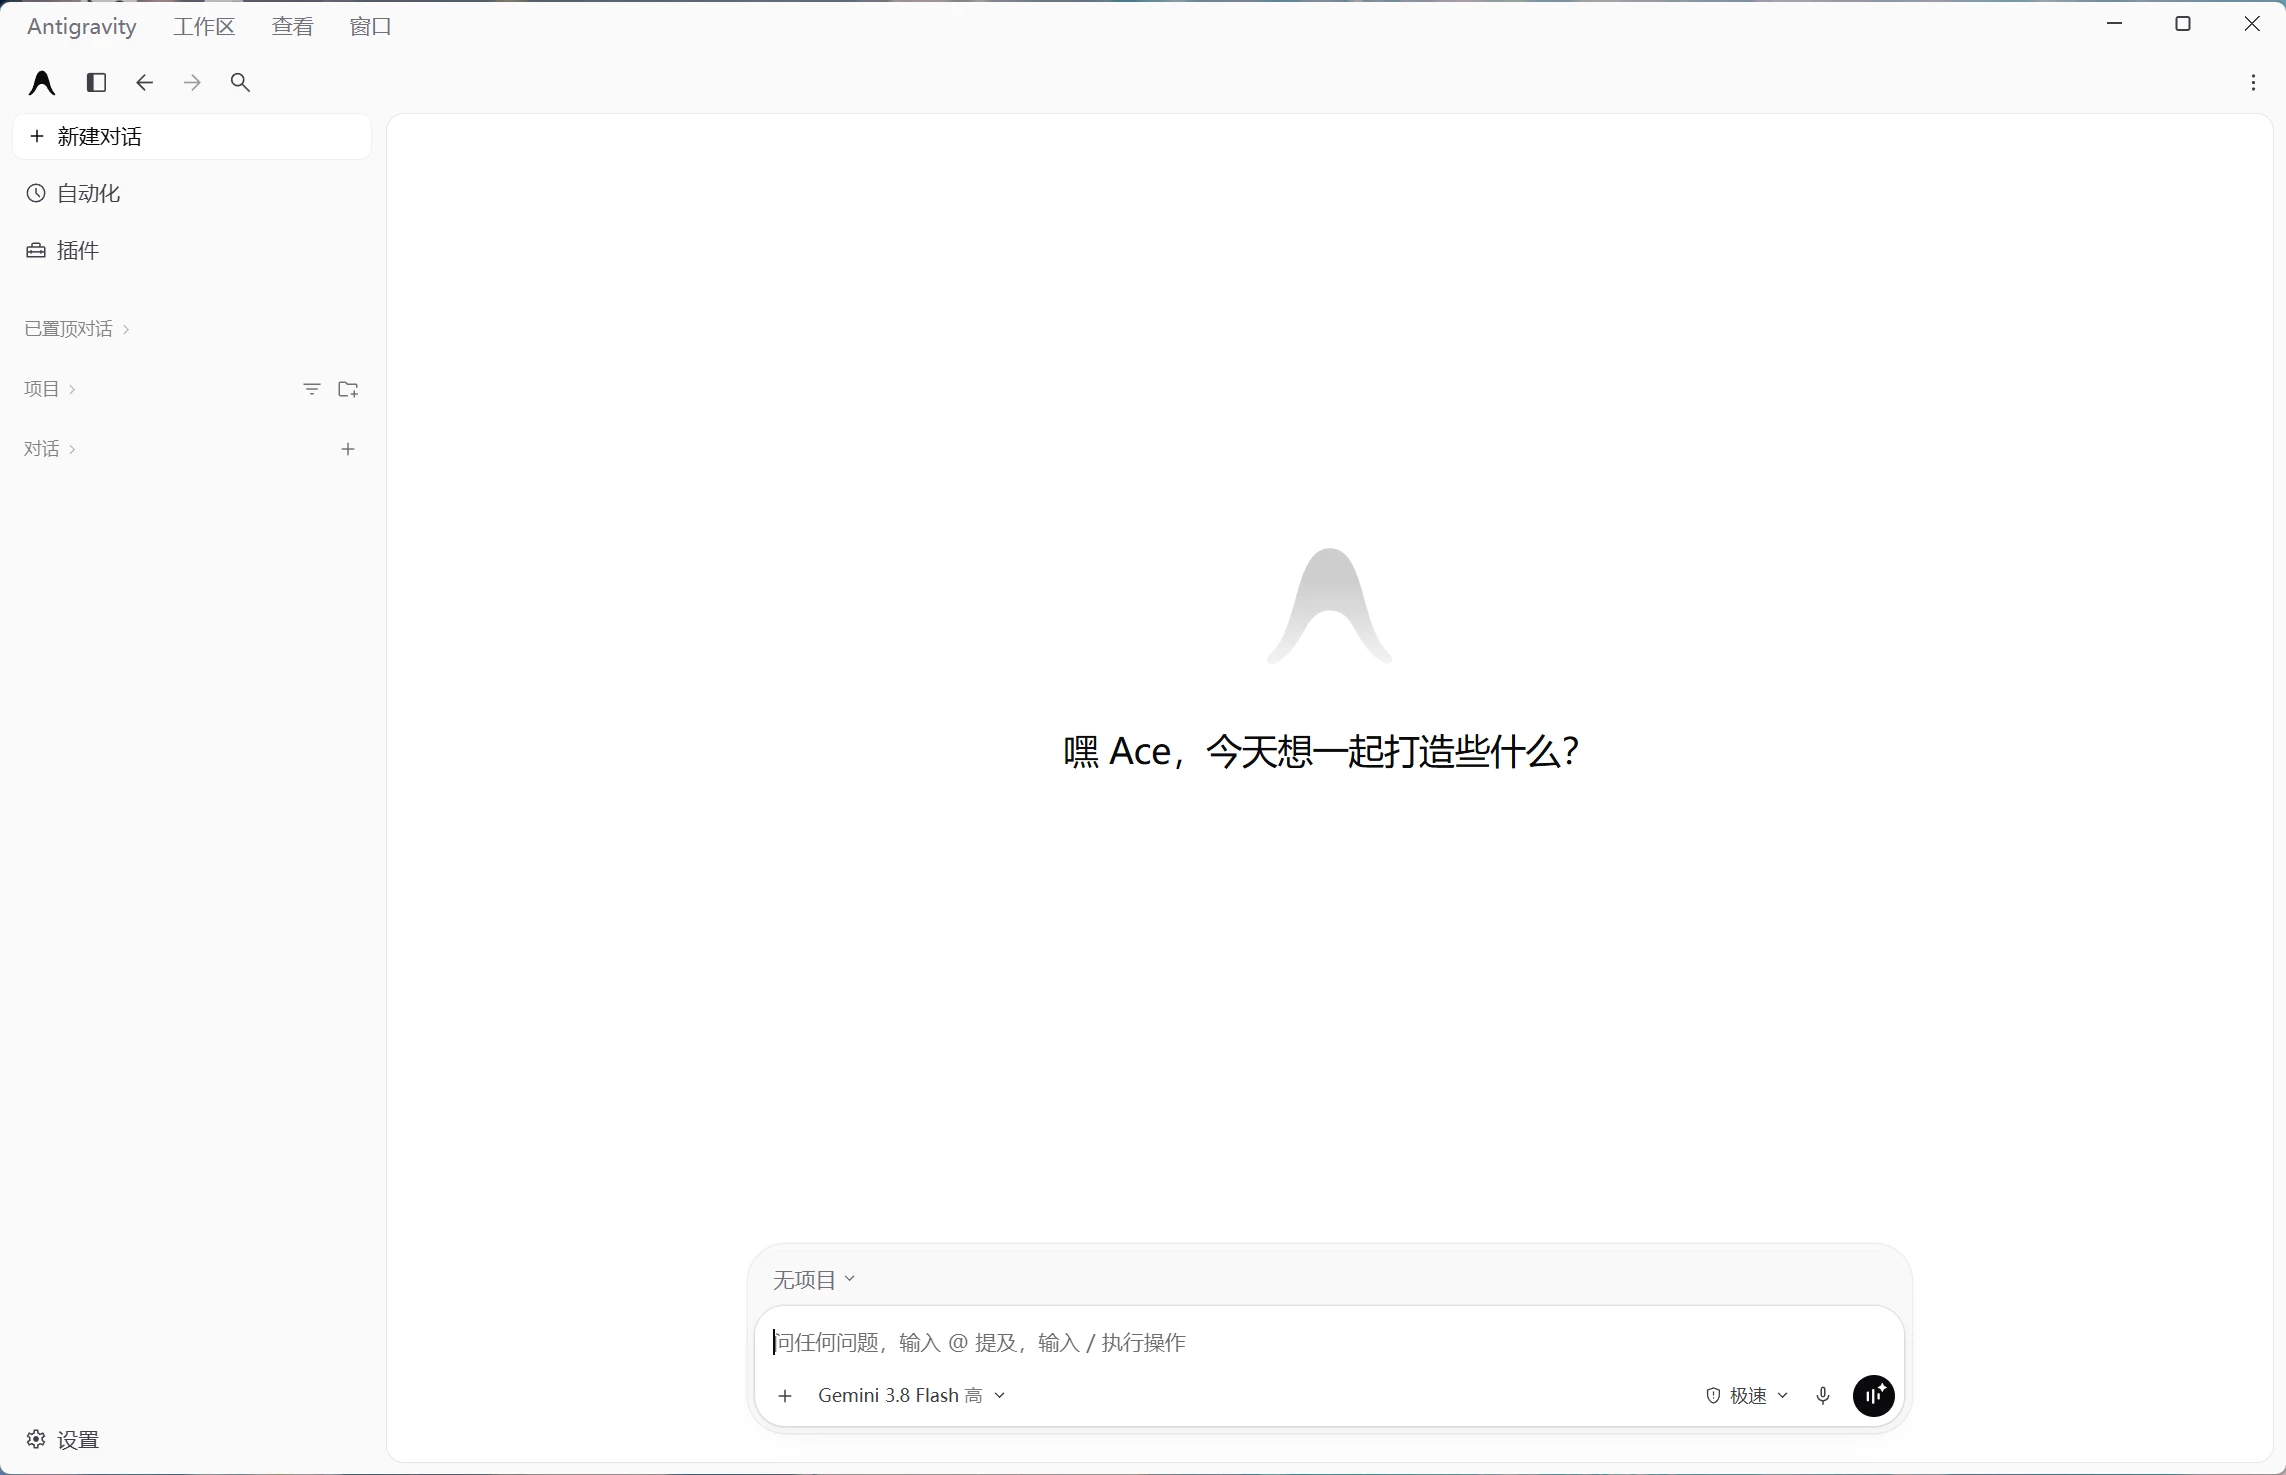 Antigravity 工作区 查看 窗口
新建对话
自动化
插件
已置顶对话
项目
对话
嘿 Ace，今天想一起打造些什么？
无项目
问任何问题，输入 @ 提及，输入 / 执行操作
Gemini 3.8 Flash 高 极速
设置